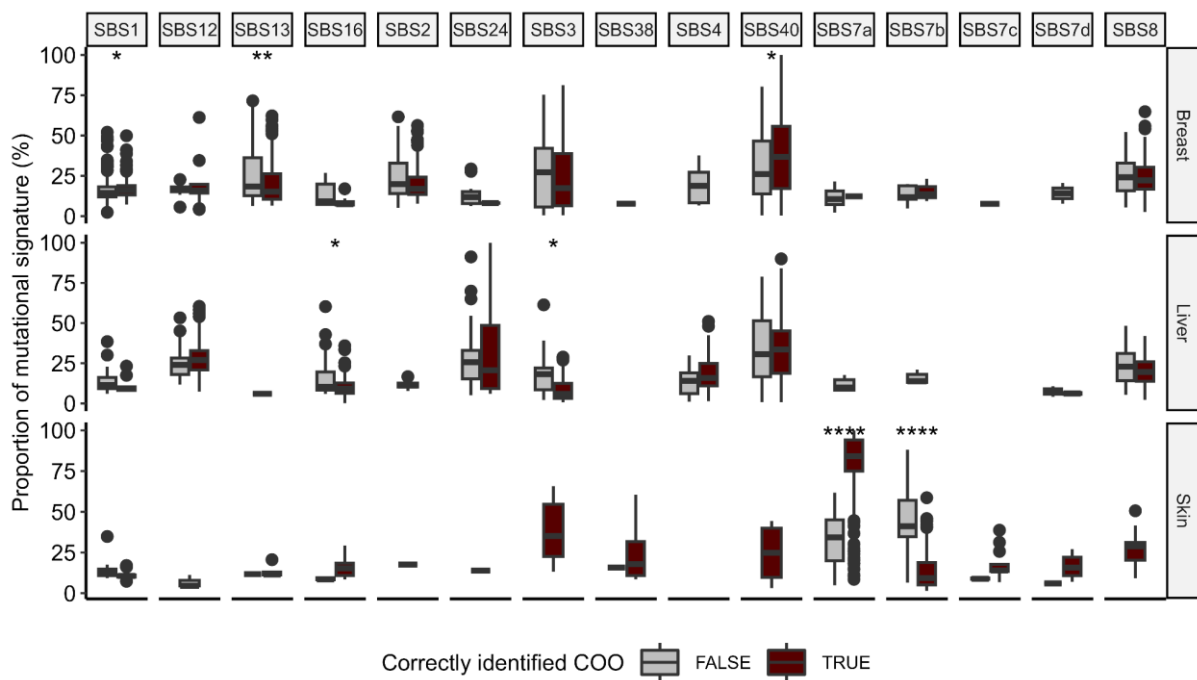 SBS1 SBS12 SBS13 SBS16 SBS2 SBS24 SBS3 SBS38 SBS4 SBS40 SBS7a SBS7b SBS7c SBS7d SBS8
Proportion of mutational signature (%)
100
75
50
25
0
* ** *
Breast
100
75
50
25
0
* *
Liver
100
75
50
25
0
**** ****
Skin
Correctly identified COO FALSE TRUE